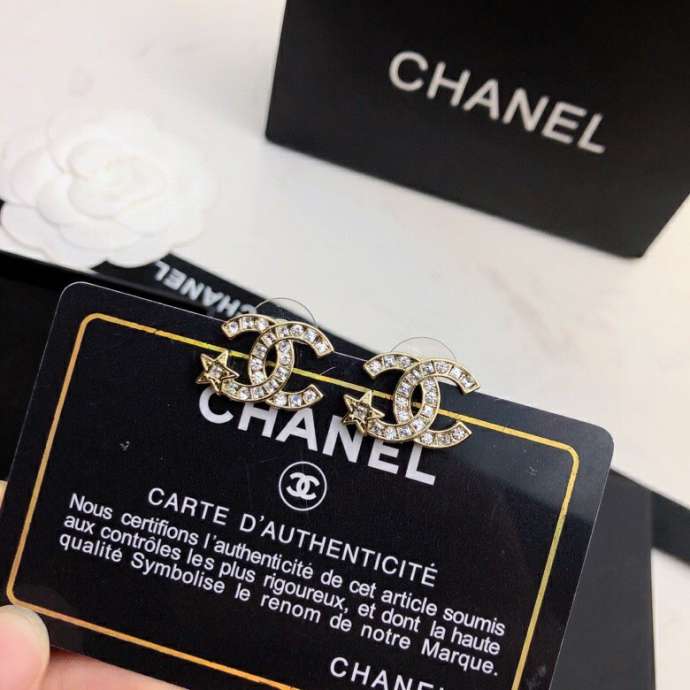 CHANEL
CHANEL
CHANEL
CARTE D'AUTHENTICITÉ
Nous certifions l'authenticité de cet article soumis
aux contrôles les plus rigoureux, et dont la haute
qualité Symbolise le renom de notre Marque.
CHANEL